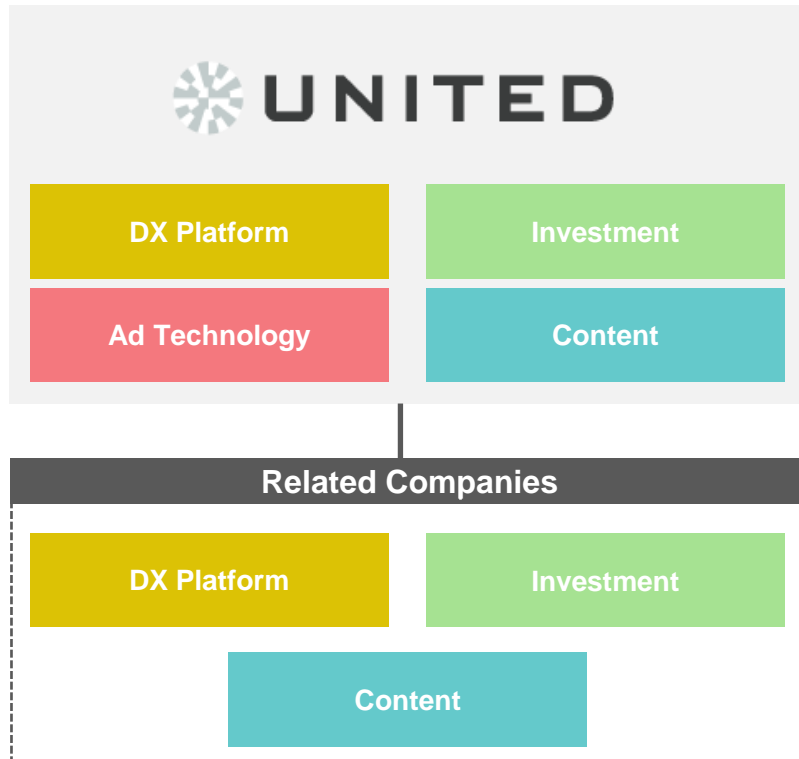 UNITED
DX Platform
Investment
Ad Technology
Content
Related Companies
DX Platform
Investment
Content